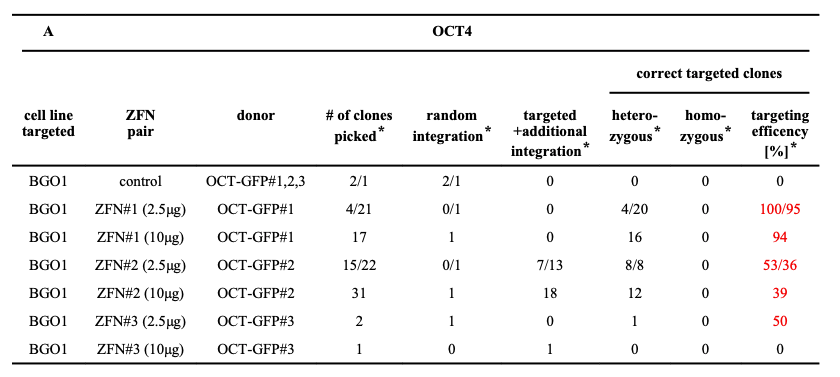 A OCT4
correct targeted clones
cell line targeted ZFN pair donor # of clones picked* random integration* targeted +additional integration* hetero-zygous* homo-zygous* targeting efficency [%]*
BGO1 control OCT-GFP#1,2,3 2/1 2/1 0 0 0 0
BGO1 ZFN#1 (2.5µg) OCT-GFP#1 4/21 0/1 0 4/20 0 100/95
BGO1 ZFN#1 (10µg) OCT-GFP#1 17 1 0 16 0 94
BGO1 ZFN#2 (2.5µg) OCT-GFP#2 15/22 0/1 7/13 8/8 0 53/36
BGO1 ZFN#2 (10µg) OCT-GFP#2 31 1 18 12 0 39
BGO1 ZFN#3 (2.5µg) OCT-GFP#3 2 1 0 1 0 50
BGO1 ZFN#3 (10µg) OCT-GFP#3 1 0 1 0 0 0